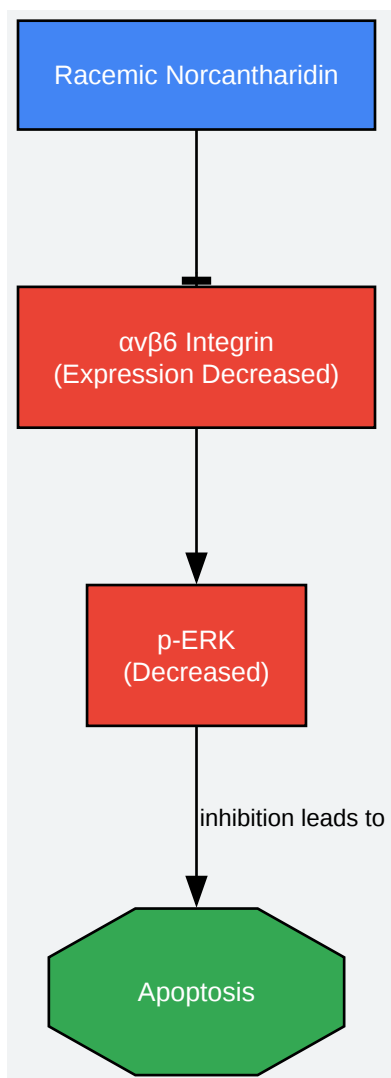 Racemic Norcantharidin
αvβ6 Integrin
(Expression Decreased)
p-ERK
(Decreased)
inhibition leads to
Apoptosis